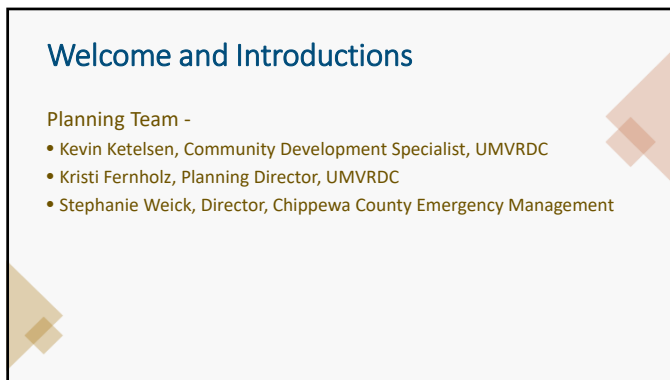 Welcome and Introductions
Planning Team -
• Kevin Ketelsen, Community Development Specialist, UMVRDC
• Kristi Fernholz, Planning Director, UMVRDC
• Stephanie Weick, Director, Chippewa County Emergency Management